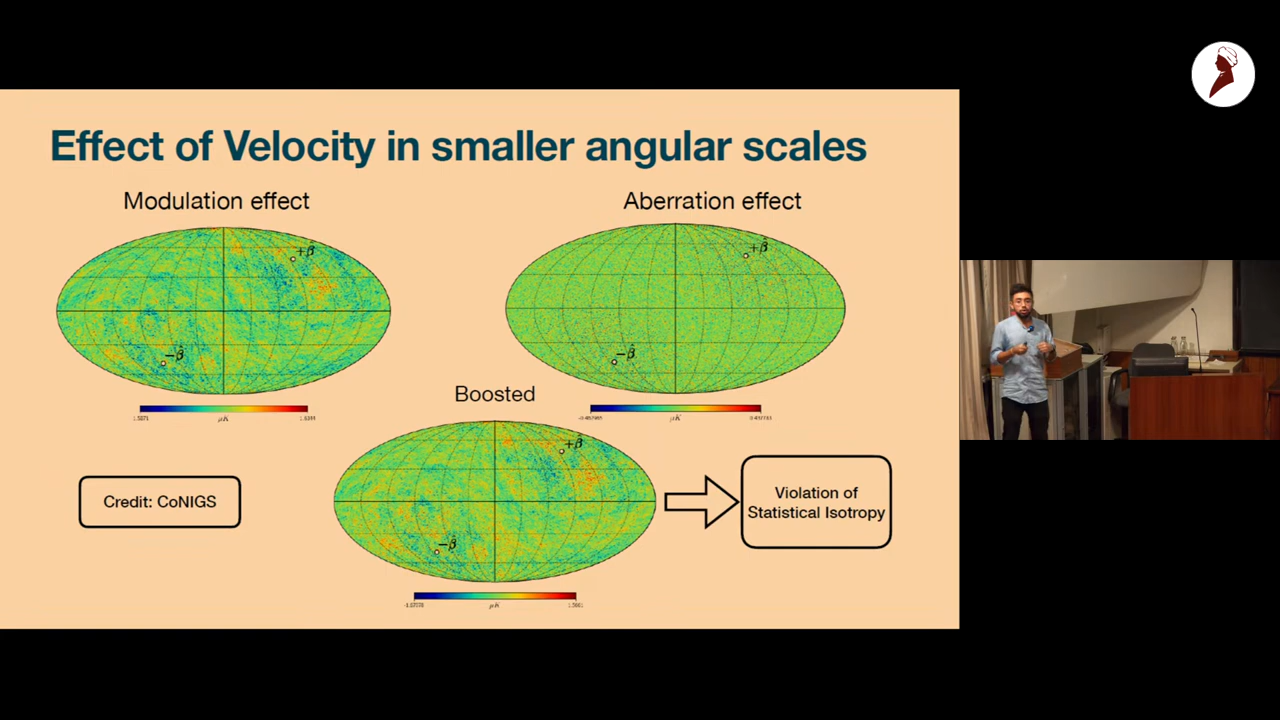 Effect of Velocity in smaller angular scales
Modulation effect
Aberration effect
+β̂
-β̂
μK
+β̂
-β̂
μK
Boosted
+β̂
-β̂
μK
Credit: CoNIGS
Violation of
Statistical Isotropy